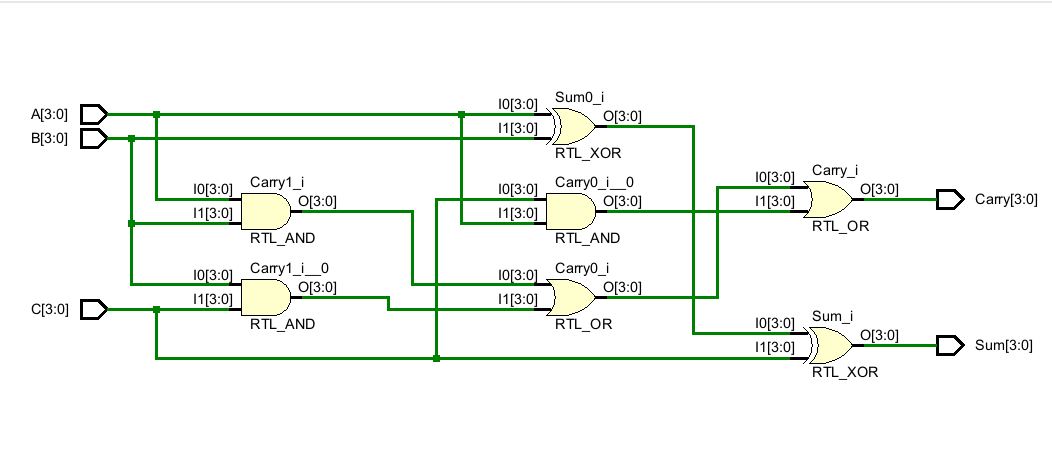 Sum0_i
A[3:0]
I0[3:0]
O[3:0]
B[3:0]
I1[3:0]
RTL_XOR
Carry1_i
Carry0_i__0
Carry_i
I0[3:0]
O[3:0]
I0[3:0]
O[3:0]
I0[3:0]
O[3:0]
Carry[3:0]
I1[3:0]
I1[3:0]
I1[3:0]
RTL_AND
RTL_AND
RTL_OR
Carry1_i__0
Carry0_i
I0[3:0]
O[3:0]
I0[3:0]
O[3:0]
C[3:0]
I1[3:0]
I1[3:0]
RTL_AND
RTL_OR
Sum_i
I0[3:0]
O[3:0]
Sum[3:0]
I1[3:0]
RTL_XOR